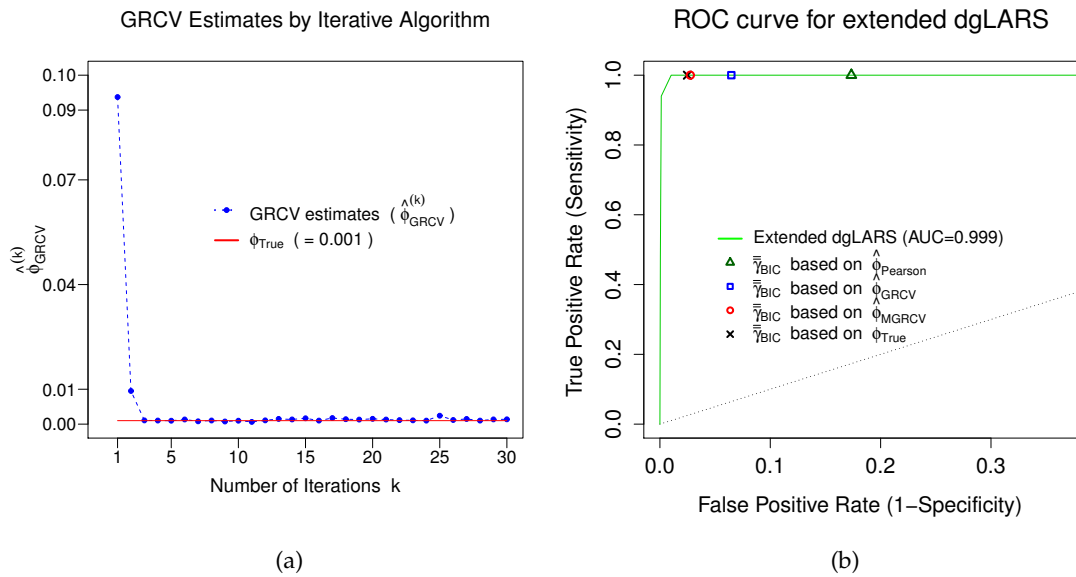 GRCV Estimates by Iterative Algorithm
0.10
0.09
0.07
0.04
0.01
0.00
φ̂(k)GRCV
GRCV estimates ( φ̂(k)GRCV )
φTrue ( = 0.001 )
1 5 10 15 20 25 30
Number of Iterations k
(a)
ROC curve for extended dgLARS
1.0
0.8
0.6
0.4
0.2
0.0
True Positive Rate (Sensitivity)
Extended dgLARS (AUC=0.999)
γ̿BIC based on φ̂Pearson
γ̿BIC based on φ̂GRCV
γ̿BIC based on φ̂MGRCV
γ̿BIC based on φTrue
0.0 0.1 0.2 0.3
False Positive Rate (1−Specificity)
(b)